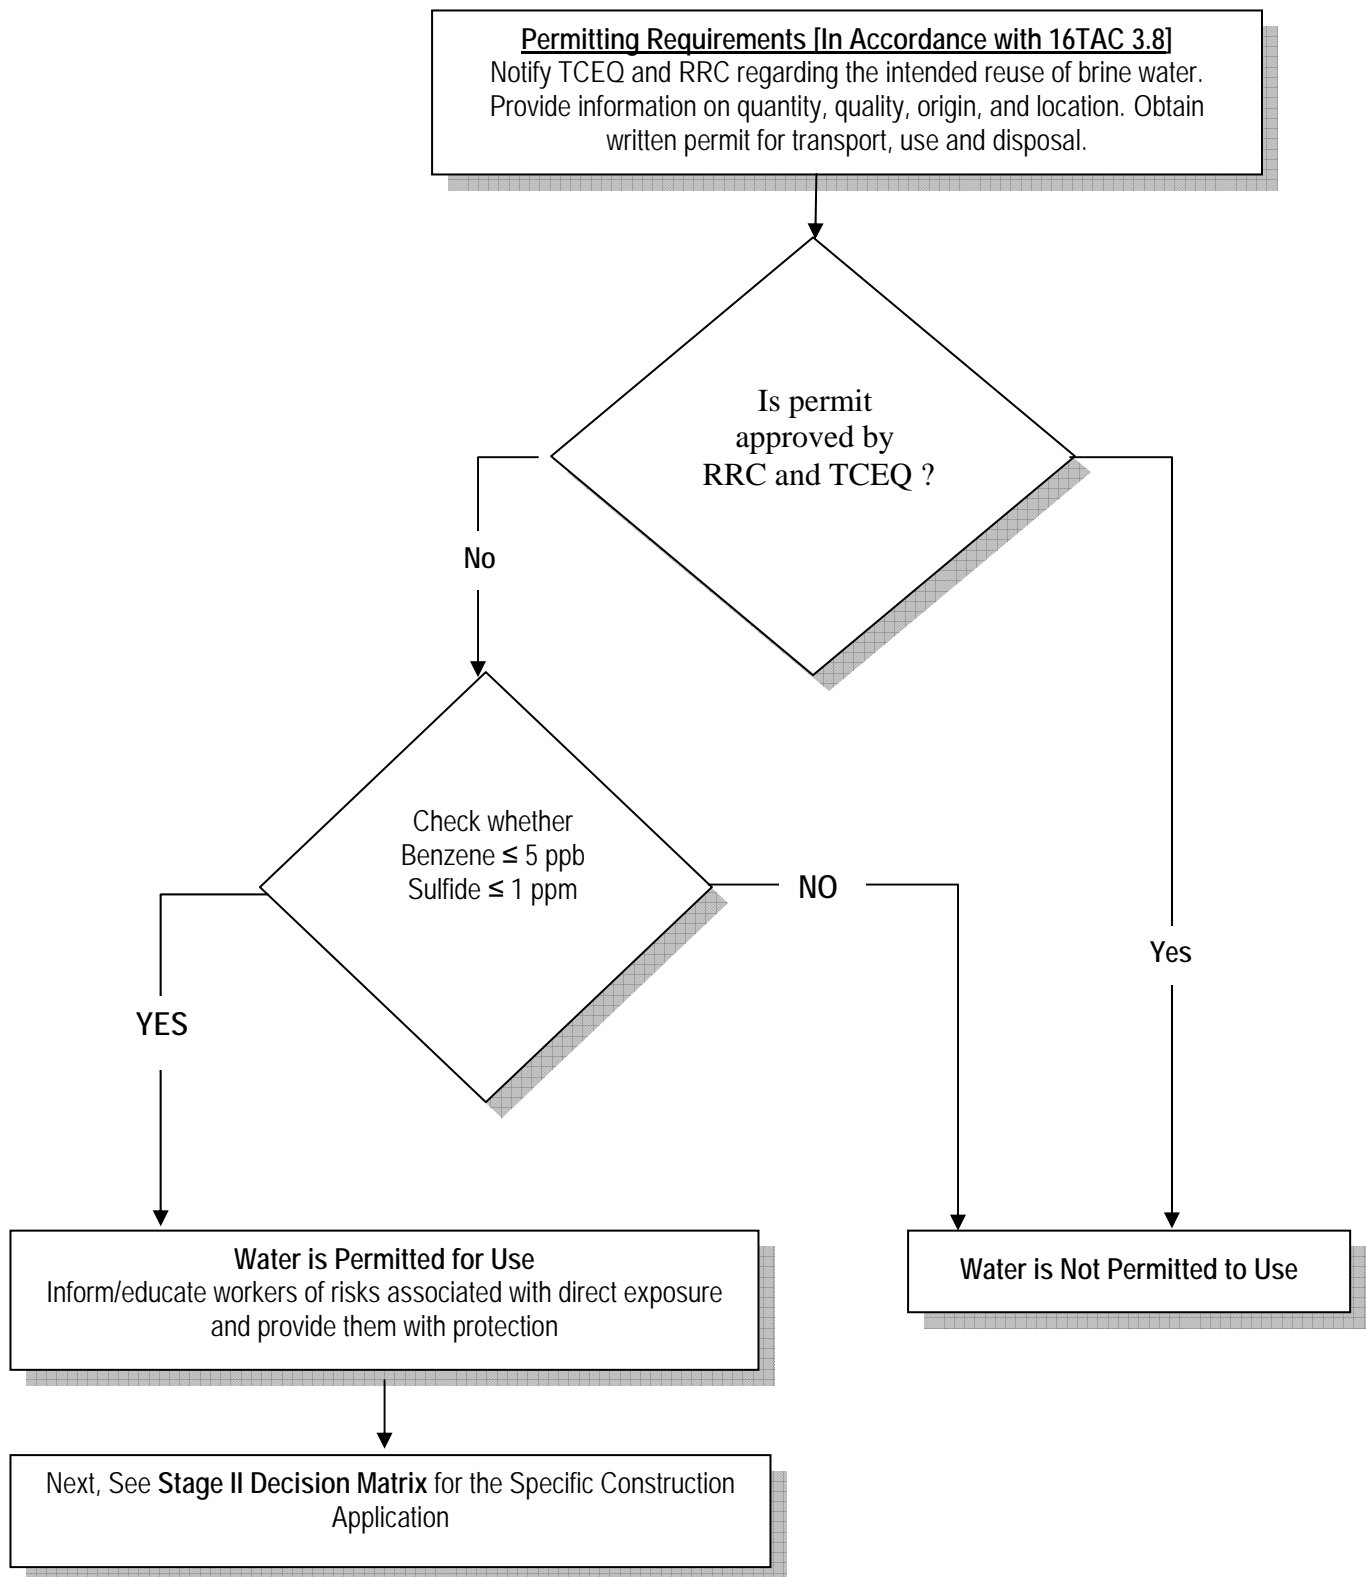 Permitting Requirements [In Accordance with 16TAC 3.8]
Notify TCEQ and RRC regarding the intended reuse of brine water.
Provide information on quantity, quality, origin, and location. Obtain
written permit for transport, use and disposal.
Is permit
approved by
RRC and TCEQ ?
No
Check whether
Benzene ≤ 5 ppb
Sulfide ≤ 1 ppm
NO
Yes
YES
Water is Permitted for Use
Inform/educate workers of risks associated with direct exposure
and provide them with protection
Water is Not Permitted to Use
Next, See Stage II Decision Matrix for the Specific Construction
Application